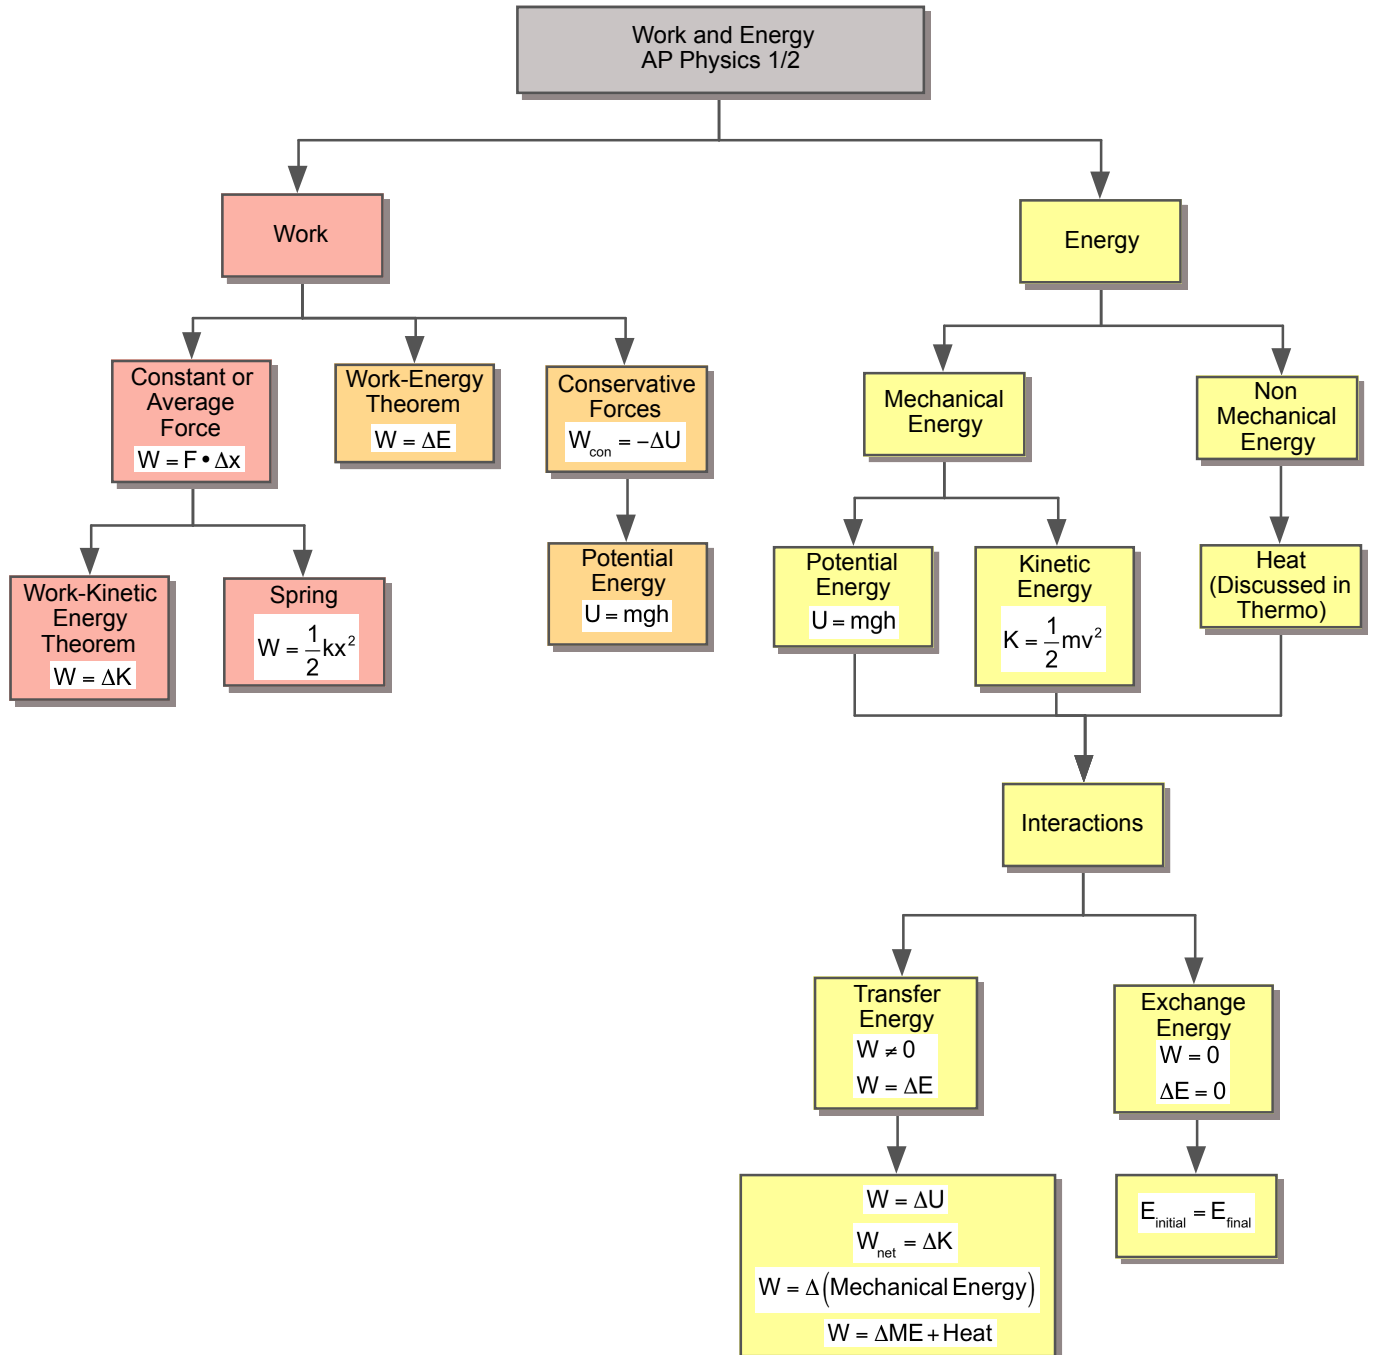 Work and Energy
AP Physics 1/2
Work
Energy
Constant or
Average
Force
W = F • Δx
Work-Energy
Theorem
W = ΔE
Conservative
Forces
W_con = −ΔU
Mechanical
Energy
Non
Mechanical
Energy
Work-Kinetic
Energy
Theorem
W = ΔK
Spring
W = 1/2 kx²
Potential
Energy
U = mgh
Potential
Energy
U = mgh
Kinetic
Energy
K = 1/2 mv²
Heat
(Discussed in
Thermo)
Interactions
Transfer
Energy
W ≠ 0
W = ΔE
Exchange
Energy
W = 0
ΔE = 0
W = ΔU
W_net = ΔK
W = Δ(Mechanical Energy)
W = ΔME + Heat
E_initial = E_final